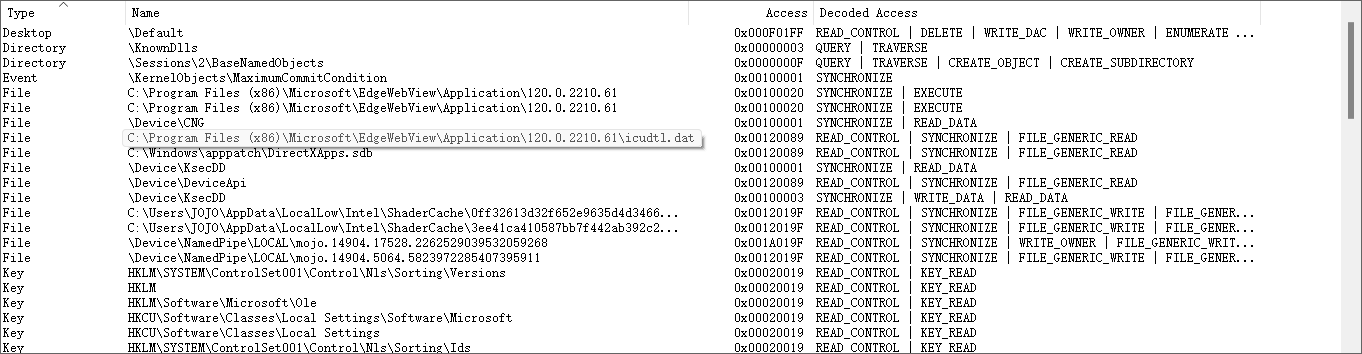 Type Name Access Decoded Access
Desktop \Default 0x000F01FF READ_CONTROL | DELETE | WRITE_DAC | WRITE_OWNER | ENUMERATE ...
Directory \KnownDlls 0x00000003 QUERY | TRAVERSE
Directory \Sessions\2\BaseNamedObjects 0x0000000F QUERY | TRAVERSE | CREATE_OBJECT | CREATE_SUBDIRECTORY
Event \KernelObjects\MaximumCommitCondition 0x00100001 SYNCHRONIZE
File C:\Program Files (x86)\Microsoft\EdgeWebView\Application\120.0.2210.61 0x00100020 SYNCHRONIZE | EXECUTE
File C:\Program Files (x86)\Microsoft\EdgeWebView\Application\120.0.2210.61 0x00100020 SYNCHRONIZE | EXECUTE
File \Device\CNG 0x00100001 SYNCHRONIZE | READ_DATA
File C:\Program Files (x86)\Microsoft\EdgeWebView\Application\120.0.2210.61\icudtl.dat 0x00120089 READ_CONTROL | SYNCHRONIZE | FILE_GENERIC_READ
File C:\Windows\apppatch\DirectXApps.sdb 0x00120089 READ_CONTROL | SYNCHRONIZE | FILE_GENERIC_READ
File \Device\KsecDD 0x00100001 SYNCHRONIZE | READ_DATA
File \Device\DeviceApi 0x00120089 READ_CONTROL | SYNCHRONIZE | FILE_GENERIC_READ
File \Device\KsecDD 0x00100003 SYNCHRONIZE | WRITE_DATA | READ_DATA
File C:\Users\JOJO\AppData\LocalLow\Intel\ShaderCache\0ff32613d32f652e9635d4d3466... 0x0012019F READ_CONTROL | SYNCHRONIZE | FILE_GENERIC_WRITE | FILE_GENER...
File C:\Users\JOJO\AppData\LocalLow\Intel\ShaderCache\3ee41ca410587bb7f442ab392c2... 0x0012019F READ_CONTROL | SYNCHRONIZE | FILE_GENERIC_WRITE | FILE_GENER...
File \Device\NamedPipe\LOCAL\mojo.14904.17528.2262529039532059268 0x001A019F READ_CONTROL | SYNCHRONIZE | WRITE_OWNER | FILE_GENERIC_WRIT...
File \Device\NamedPipe\LOCAL\mojo.14904.5064.5823972285407395911 0x0012019F READ_CONTROL | SYNCHRONIZE | FILE_GENERIC_WRITE | FILE_GENER...
Key HKLM\SYSTEM\ControlSet001\Control\Nls\Sorting\Versions 0x00020019 READ_CONTROL | KEY_READ
Key HKLM 0x00020019 READ_CONTROL | KEY_READ
Key HKLM\Software\Microsoft\Ole 0x00020019 READ_CONTROL | KEY_READ
Key HKCU\Software\Classes\Local Settings\Software\Microsoft 0x00020019 READ_CONTROL | KEY_READ
Key HKCU\Software\Classes\Local Settings 0x00020019 READ_CONTROL | KEY_READ
Key HKLM\SYSTEM\ControlSet001\Control\Nls\Sorting\Ids 0x00020019 READ_CONTROL | KEY_READ